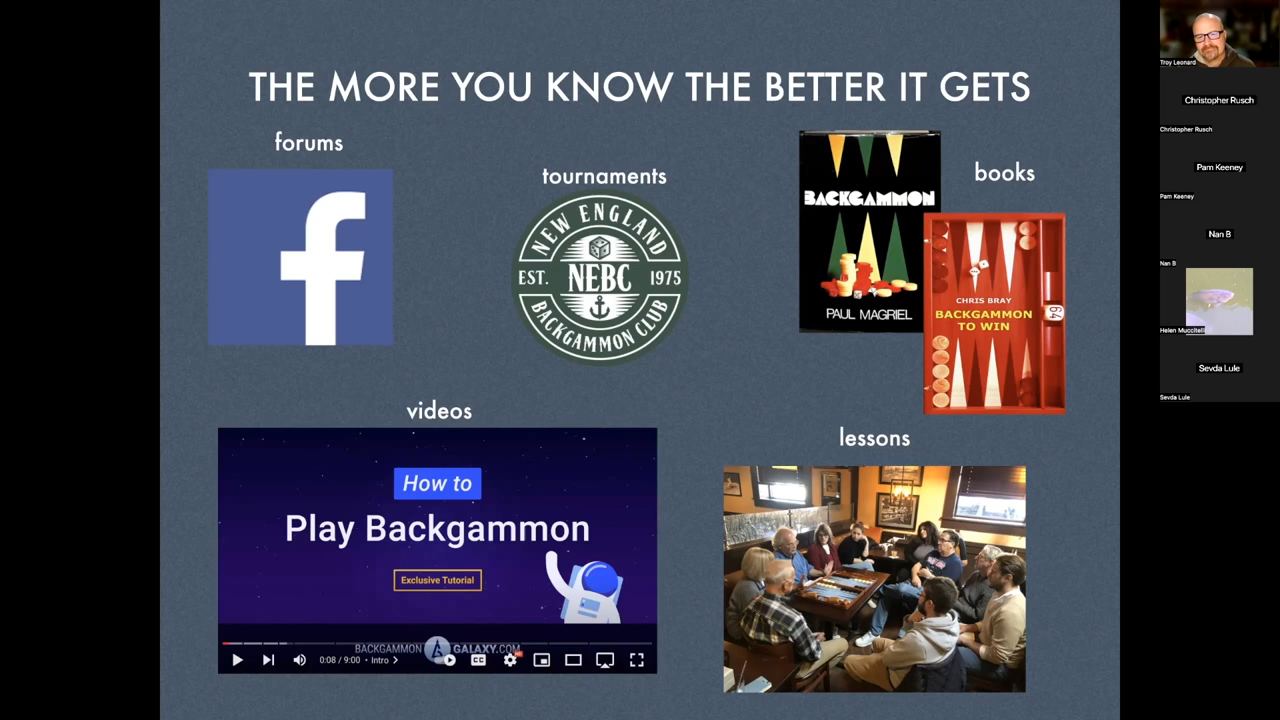 THE MORE YOU KNOW THE BETTER IT GETS
forums
f
tournaments
NEW ENGLAND
EST. NEBC 1975
BACKGAMMON CLUB
BACKGAMMON
PAUL MAGRIEL
books
CHRIS BRAY
BACKGAMMON
TO WIN
64
videos
How to
Play Backgammon
Exclusive Tutorial
BACKGAMMON GALAXY.COM
0:08 / 9:00 • Intro
CC
lessons
Troy Leonard
Christopher Rusch
Christopher Rusch
Pam Keeney
Pam Keeney
Nan B
Nan B
Helen Muccitelli
Sevda Lule
Sevda Lule